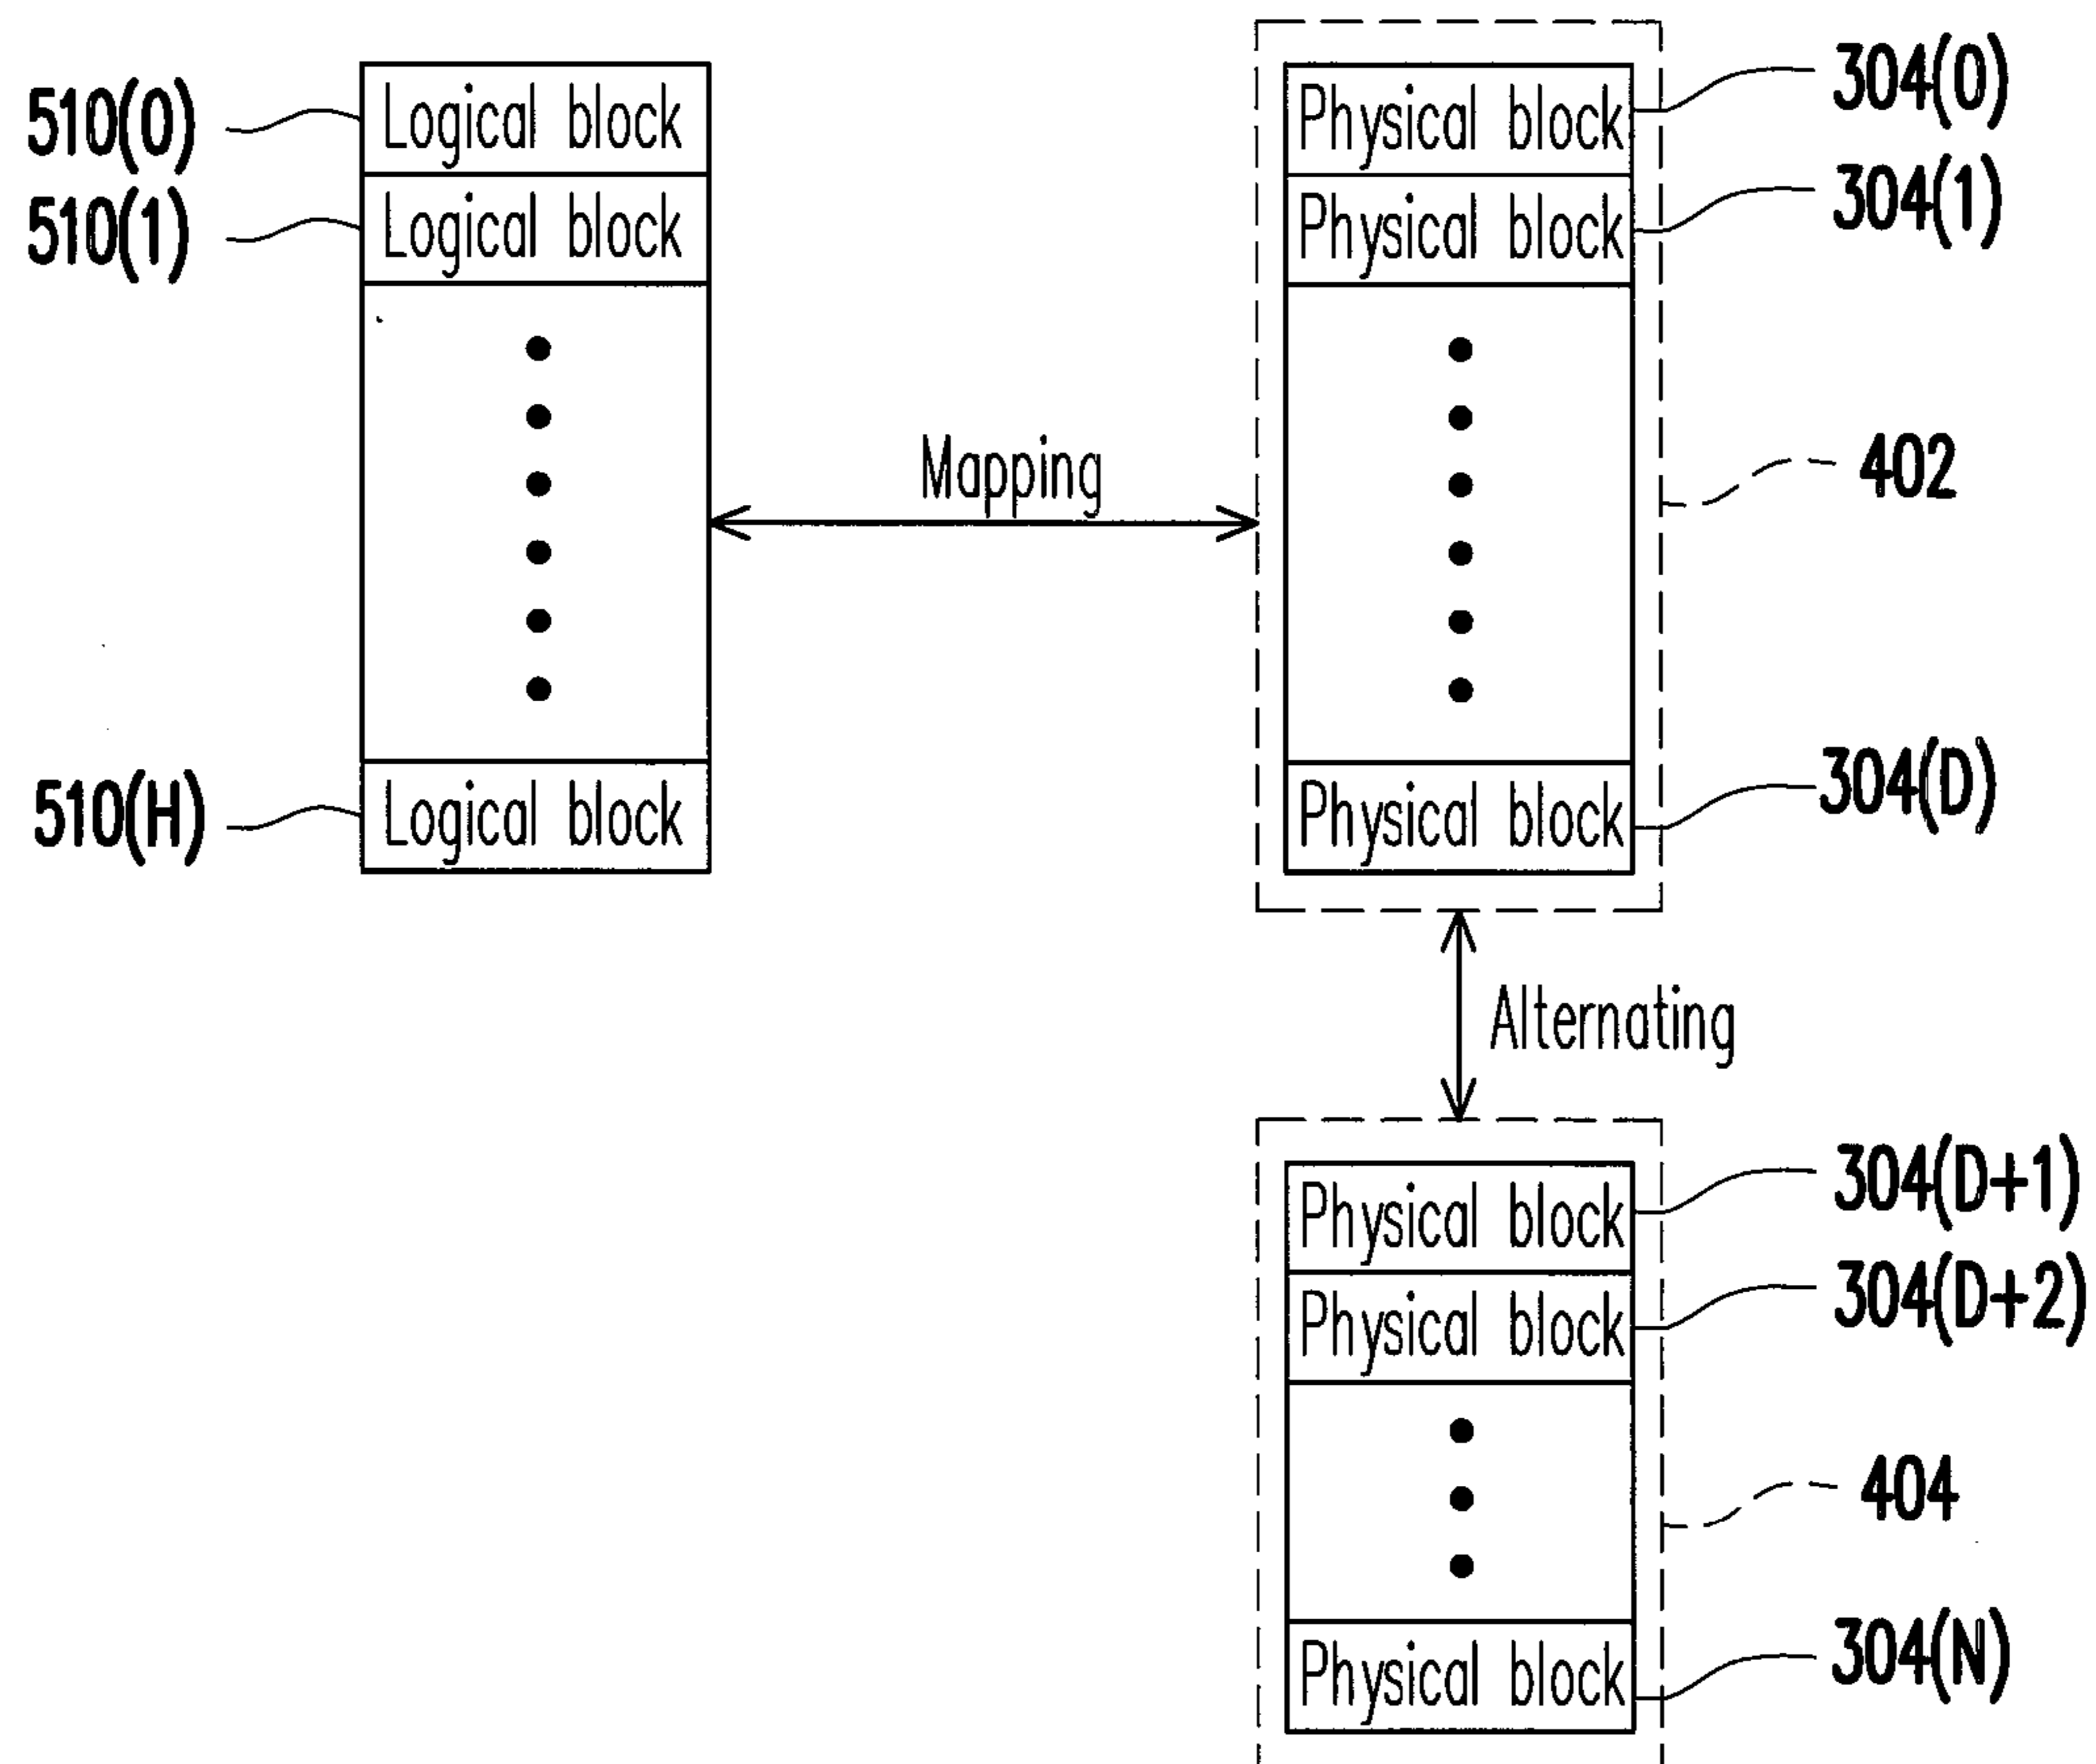 510(0)
Logical block
Physical block
304(0)
510(1)
Logical block
Physical block
304(1)
Mapping
402
510(H)
Logical block
Physical block
304(D)
Alternating
Physical block
304(D+1)
Physical block
304(D+2)
404
Physical block
304(N)